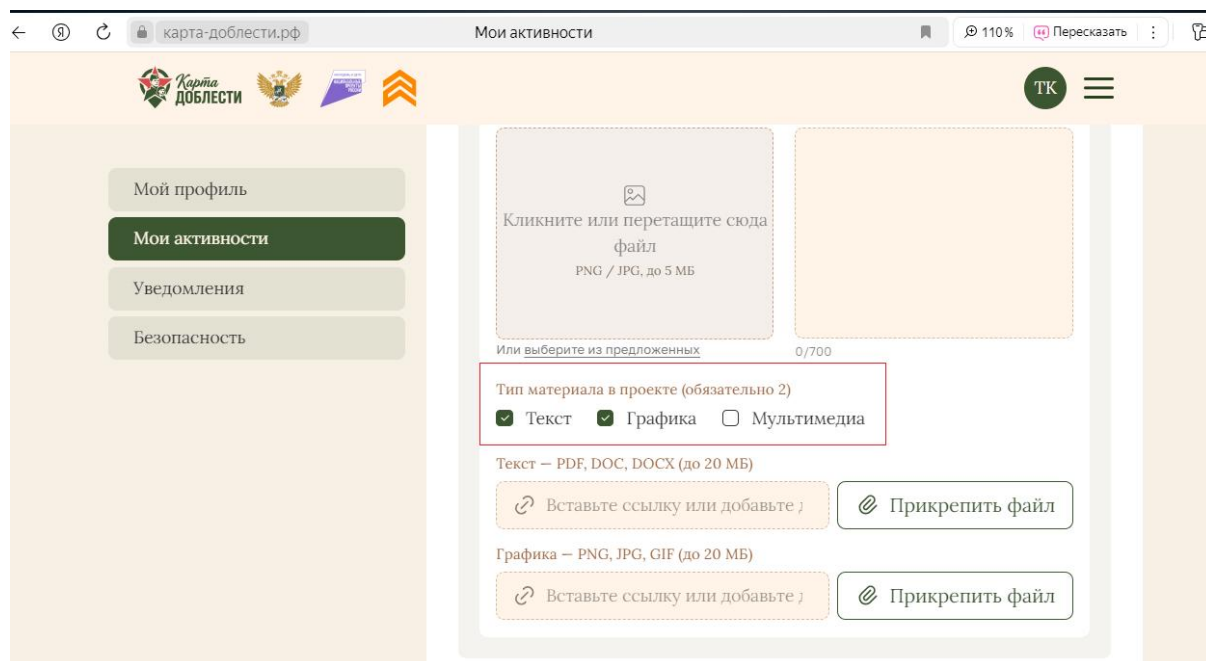 карта-доблести.рф
Мои активности
110%
Пересказать
Карта
ДОБЛЕСТИ
ТК
Мой профиль
Мои активности
Уведомления
Безопасность
Кликните или перетащите сюда
файл
PNG / JPG, до 5 МБ
Или выберите из предложенных
0/700
Тип материала в проекте (обязательно 2)
Текст
Графика
Мультимедиа
Текст — PDF, DOC, DOCX (до 20 МБ)
Вставьте ссылку или добавьте
Прикрепить файл
Графика — PNG, JPG, GIF (до 20 МБ)
Вставьте ссылку или добавьте
Прикрепить файл